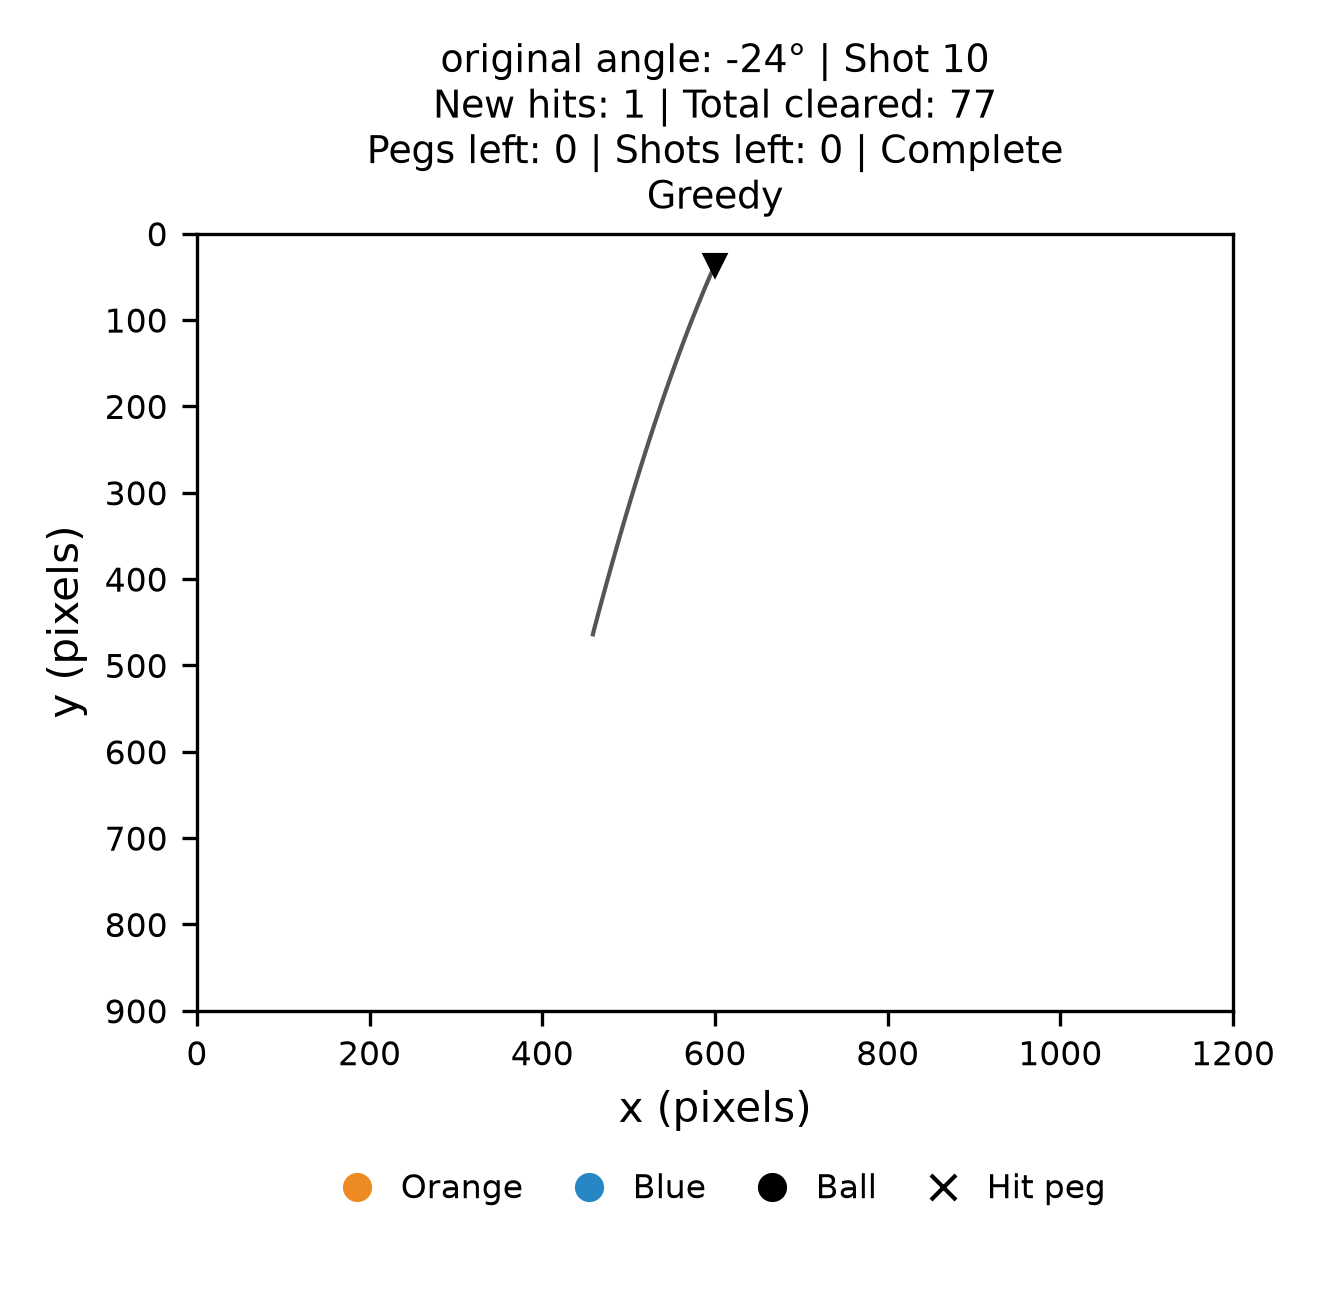 original angle: -24° | Shot 10
New hits: 1 | Total cleared: 77
Pegs left: 0 | Shots left: 0 | Complete
Greedy
0
100
200
300
400
500
600
700
800
900
y (pixels)
0 200 400 600 800 1000 1200
x (pixels)
Orange Blue Ball Hit peg